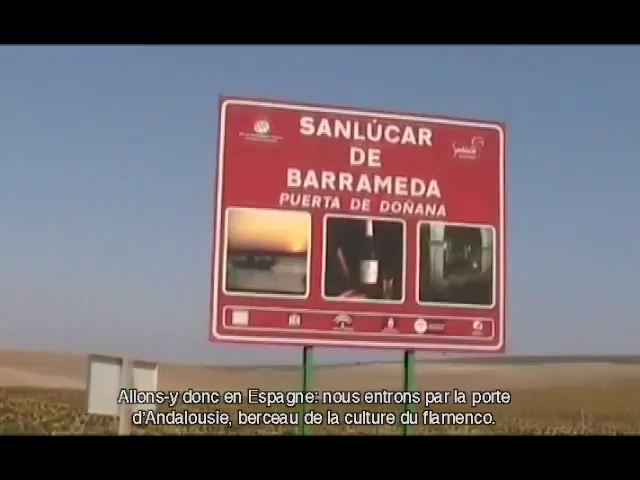 SANLÚCAR
DE
BARRAMEDA
PUERTA DE DOÑANA
Allons-y donc en Espagne: nous entrons par la porte
d'Andalousie, berceau de la culture du flamenco.